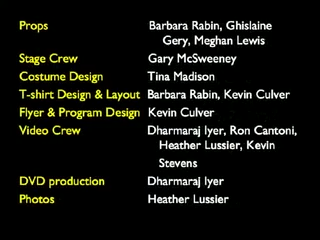 Props Barbara Rabin, Ghislaine
Gery, Meghan Lewis
Stage Crew Gary McSweeney
Costume Design Tina Madison
T-shirt Design & Layout Barbara Rabin, Kevin Culver
Flyer & Program Design Kevin Culver
Video Crew Dharmaraj Iyer, Ron Cantoni,
Heather Lussier, Kevin
Stevens
DVD production Dharmaraj Iyer
Photos Heather Lussier